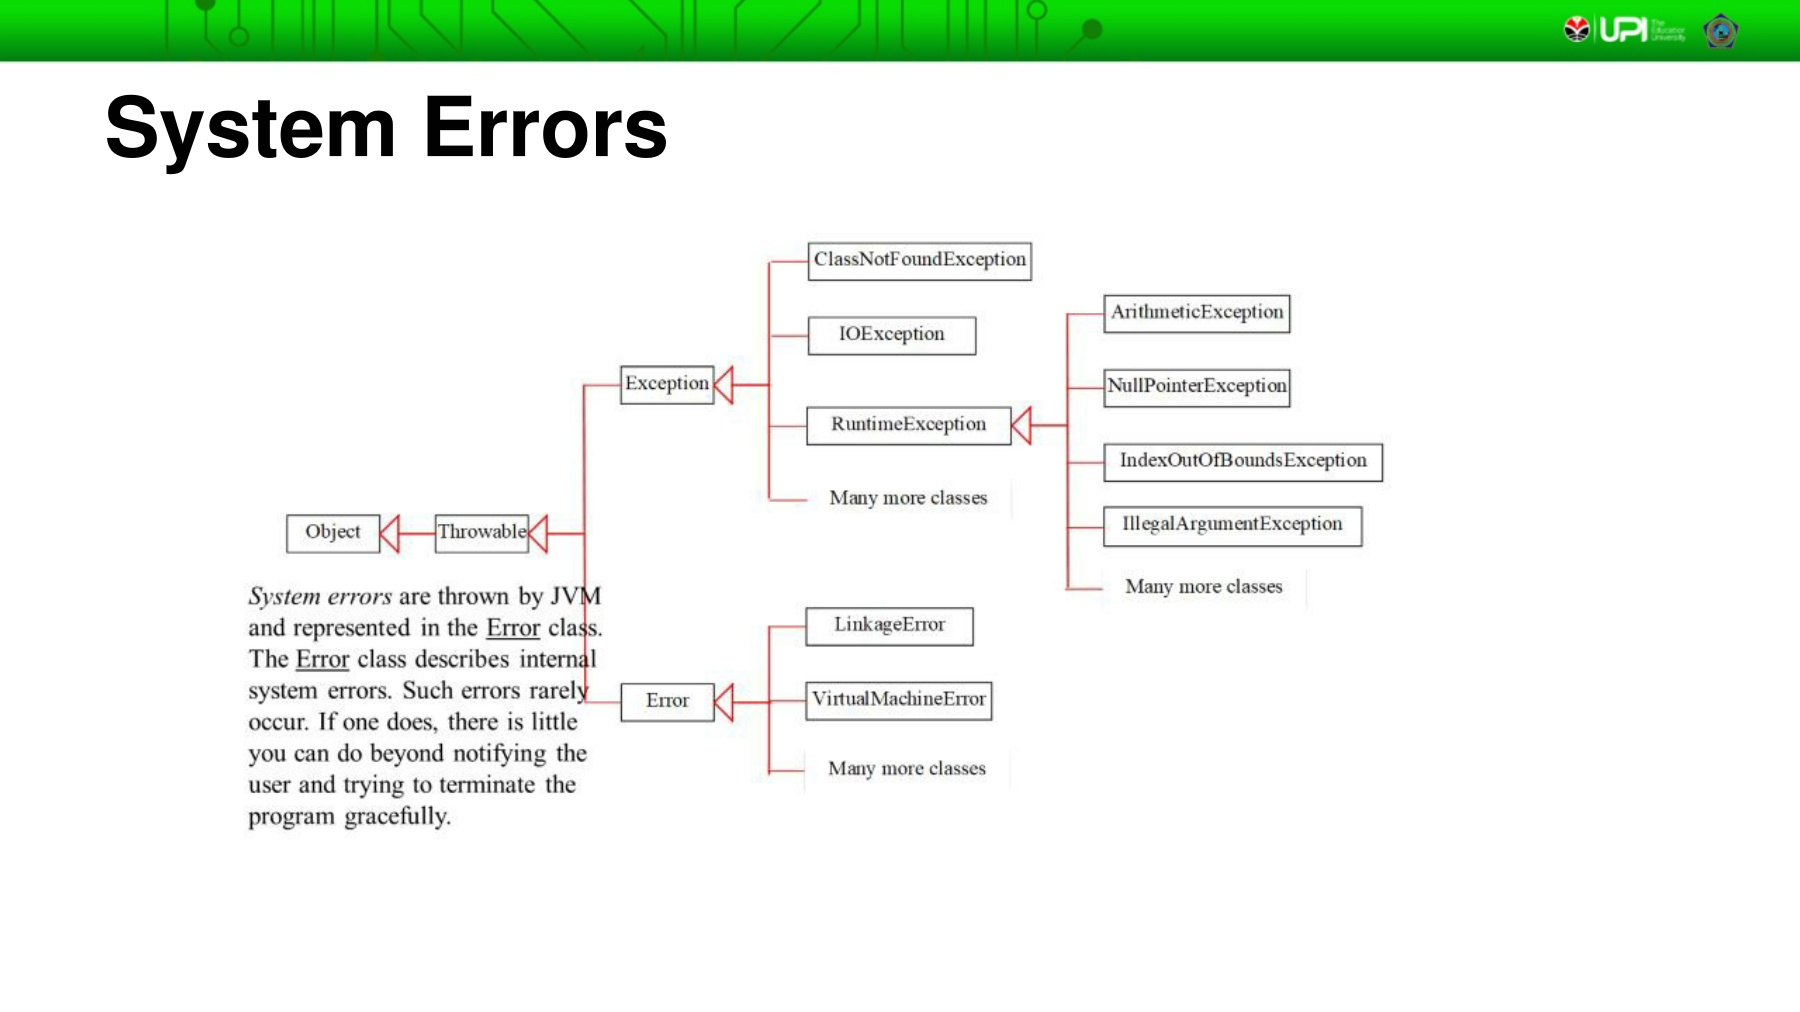 UPI
The
Education
University
System Errors
ClassNotFoundException
ArithmeticException
IOException
NullPointerException
Exception
RuntimeException
IndexOutOfBoundsException
Many more classes
IllegalArgumentException
Object
Throwable
Many more classes
System errors are thrown by JVM
and represented in the Error class.
The Error class describes internal
system errors. Such errors rarely
occur. If one does, there is little
you can do beyond notifying the
user and trying to terminate the
program gracefully.
LinkageError
Error
VirtualMachineError
Many more classes